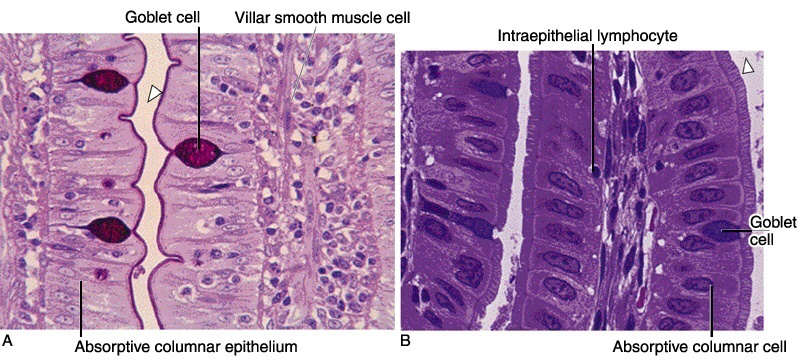 Goblet cell
Villar smooth muscle cell
Intraepithelial lymphocyte
Goblet
cell
A
Absorptive columnar epithelium
B
Absorptive columnar cell